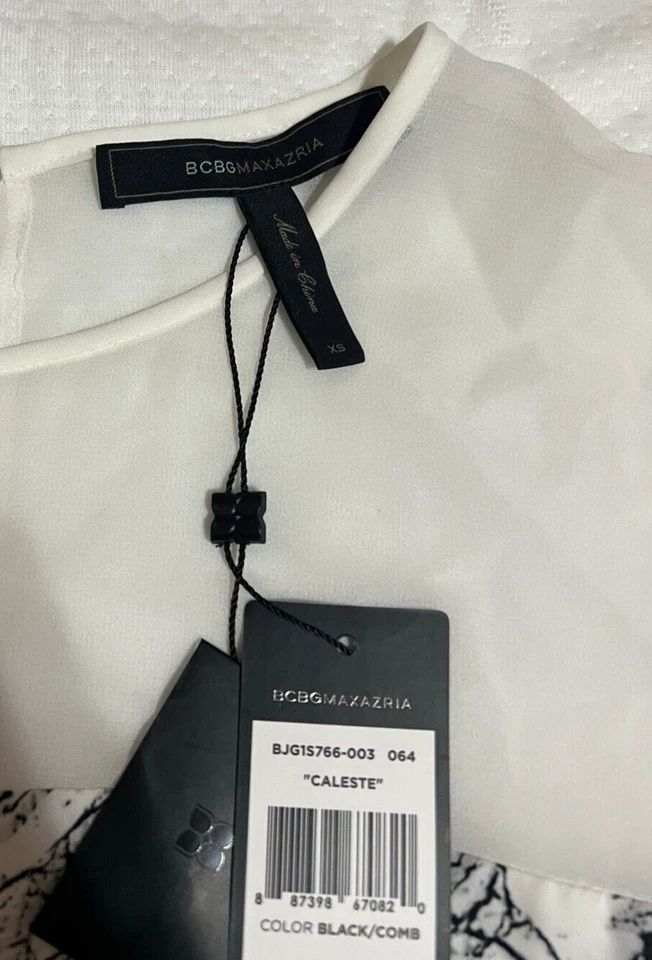 BCBGMAXAZRIA
Made in China
XS
BCBGMAXAZRIA
BJG1S766-003 064
"CALESTE"
8 87398 67082 0
COLOR BLACK/COMB